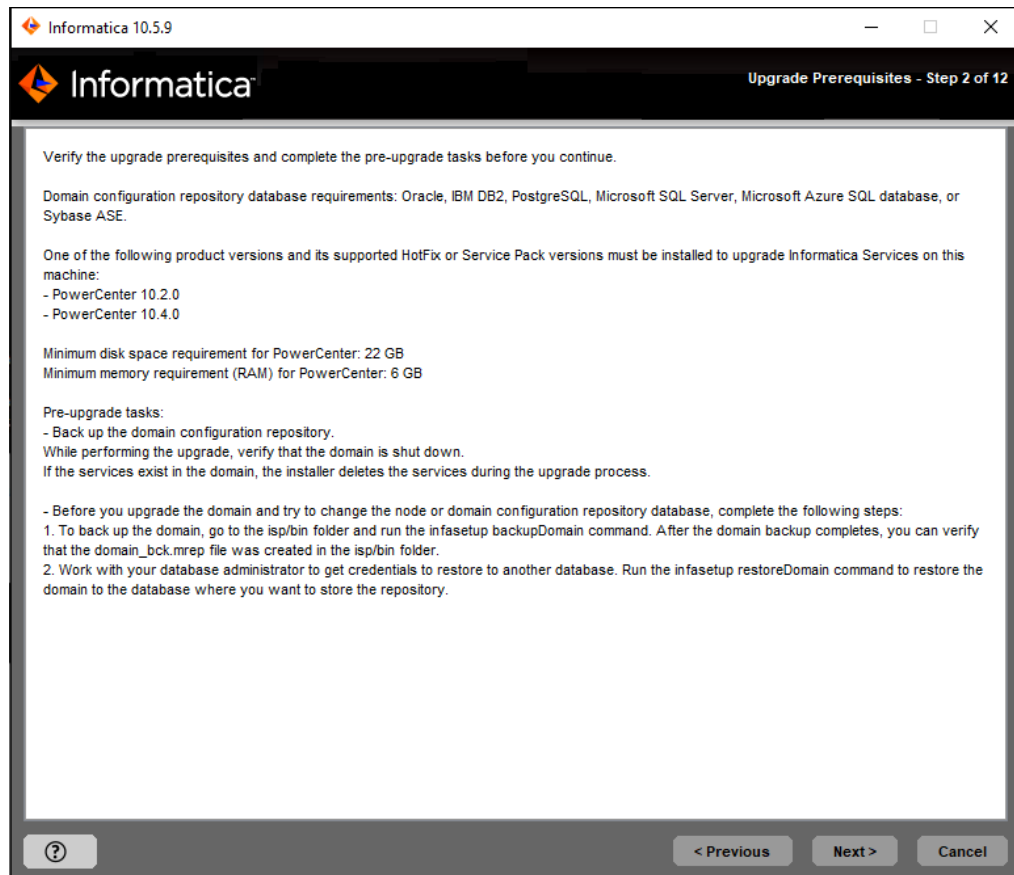 Informatica 10.5.9
Informatica
Upgrade Prerequisites - Step 2 of 12
Verify the upgrade prerequisites and complete the pre-upgrade tasks before you continue.
Domain configuration repository database requirements: Oracle, IBM DB2, PostgreSQL, Microsoft SQL Server, Microsoft Azure SQL database, or
Sybase ASE.
One of the following product versions and its supported HotFix or Service Pack versions must be installed to upgrade Informatica Services on this
machine:
- PowerCenter 10.2.0
- PowerCenter 10.4.0
Minimum disk space requirement for PowerCenter: 22 GB
Minimum memory requirement (RAM) for PowerCenter: 6 GB
Pre-upgrade tasks:
- Back up the domain configuration repository.
While performing the upgrade, verify that the domain is shut down.
If the services exist in the domain, the installer deletes the services during the upgrade process.
- Before you upgrade the domain and try to change the node or domain configuration repository database, complete the following steps:
1. To back up the domain, go to the isp/bin folder and run the infasetup backupDomain command. After the domain backup completes, you can verify
that the domain_bck.mrep file was created in the isp/bin folder.
2. Work with your database administrator to get credentials to restore to another database. Run the infasetup restoreDomain command to restore the
domain to the database where you want to store the repository.
?
< Previous
Next >
Cancel